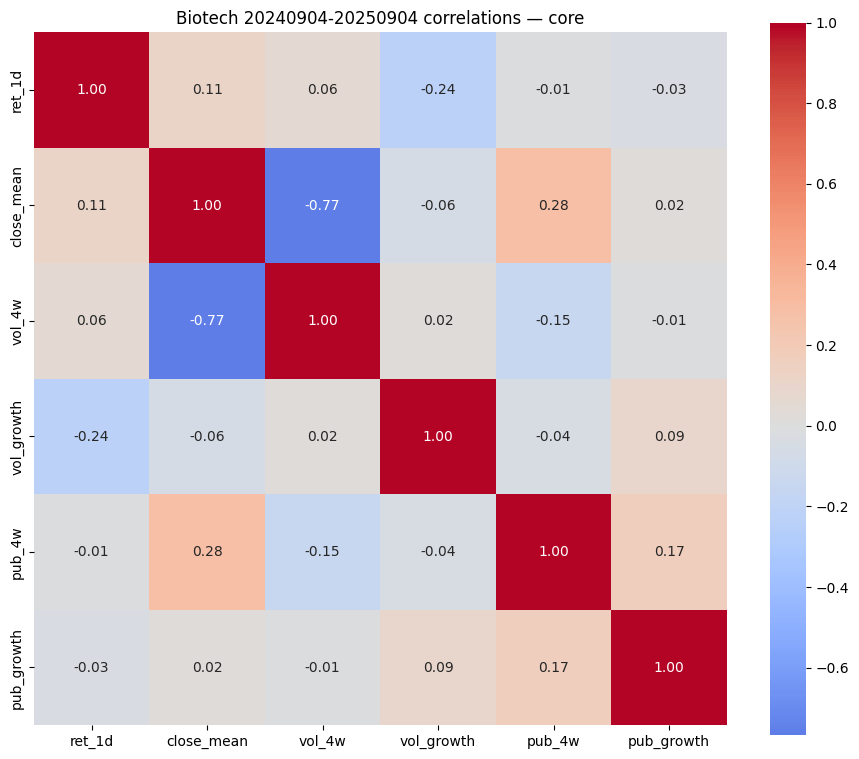 Biotech 20240904-20250904 correlations — core
ret_1d 1.00 0.11 0.06 -0.24 -0.01 -0.03
close_mean 0.11 1.00 -0.77 -0.06 0.28 0.02
vol_4w 0.06 -0.77 1.00 0.02 -0.15 -0.01
vol_growth -0.24 -0.06 0.02 1.00 -0.04 0.09
pub_4w -0.01 0.28 -0.15 -0.04 1.00 0.17
pub_growth -0.03 0.02 -0.01 0.09 0.17 1.00
ret_1d close_mean vol_4w vol_growth pub_4w pub_growth
1.0
0.8
0.6
0.4
0.2
0.0
−0.2
−0.4
−0.6